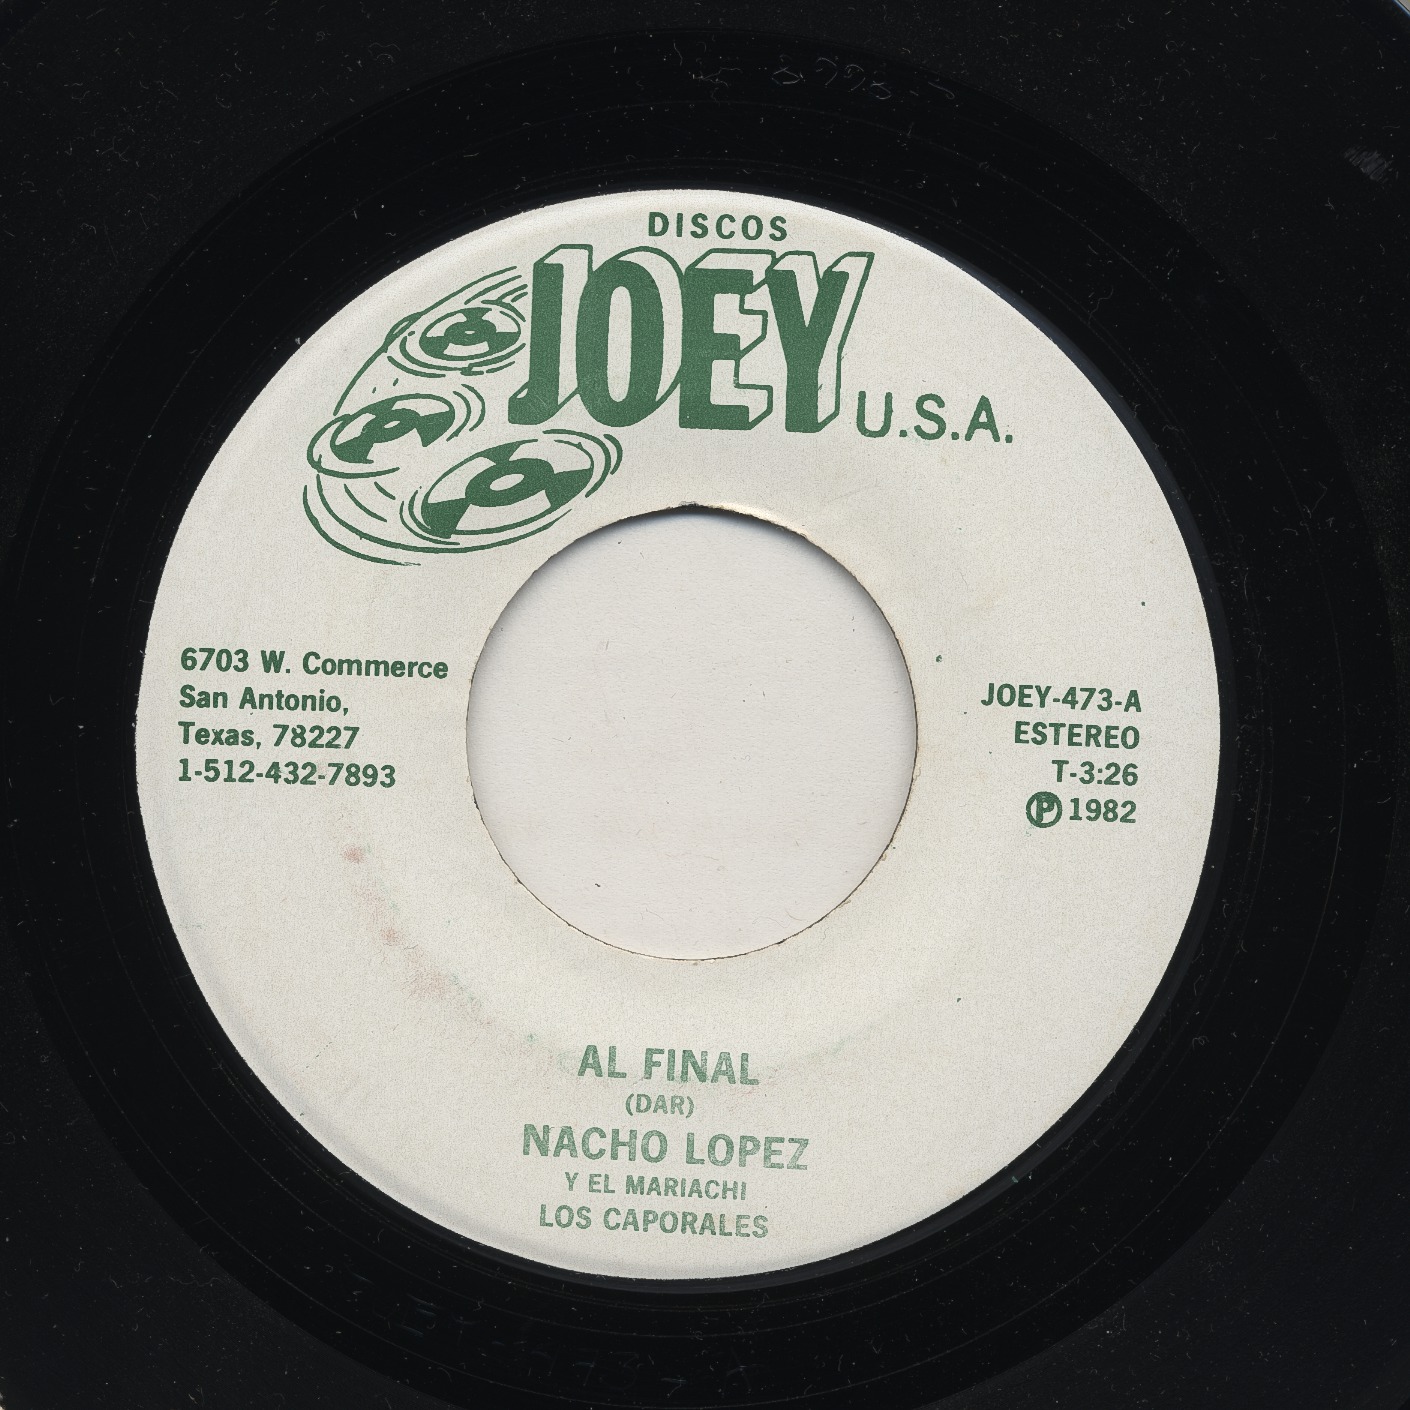 DISCOS
JOEY U.S.A.
6703 W. Commerce
San Antonio,
Texas, 78227
1-512-432-7893
JOEY-473-A
ESTEREO
T-3:26
Ⓟ 1982
AL FINAL
(DAR)
NACHO LOPEZ
Y EL MARIACHI
LOS CAPORALES